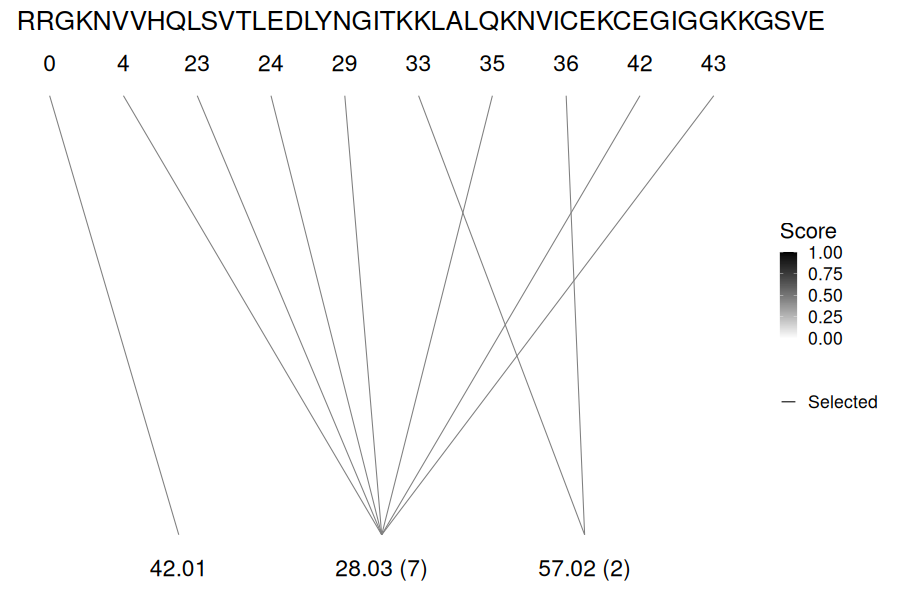 RRGKNVVHQLSVTLEDLYNGITKKLALQKNVICEKCEGIGGKKGSVE
0 4 23 24 29 33 35 36 42 43
Score
1.00
0.75
0.50
0.25
0.00
Selected
42.01 28.03 (7) 57.02 (2)